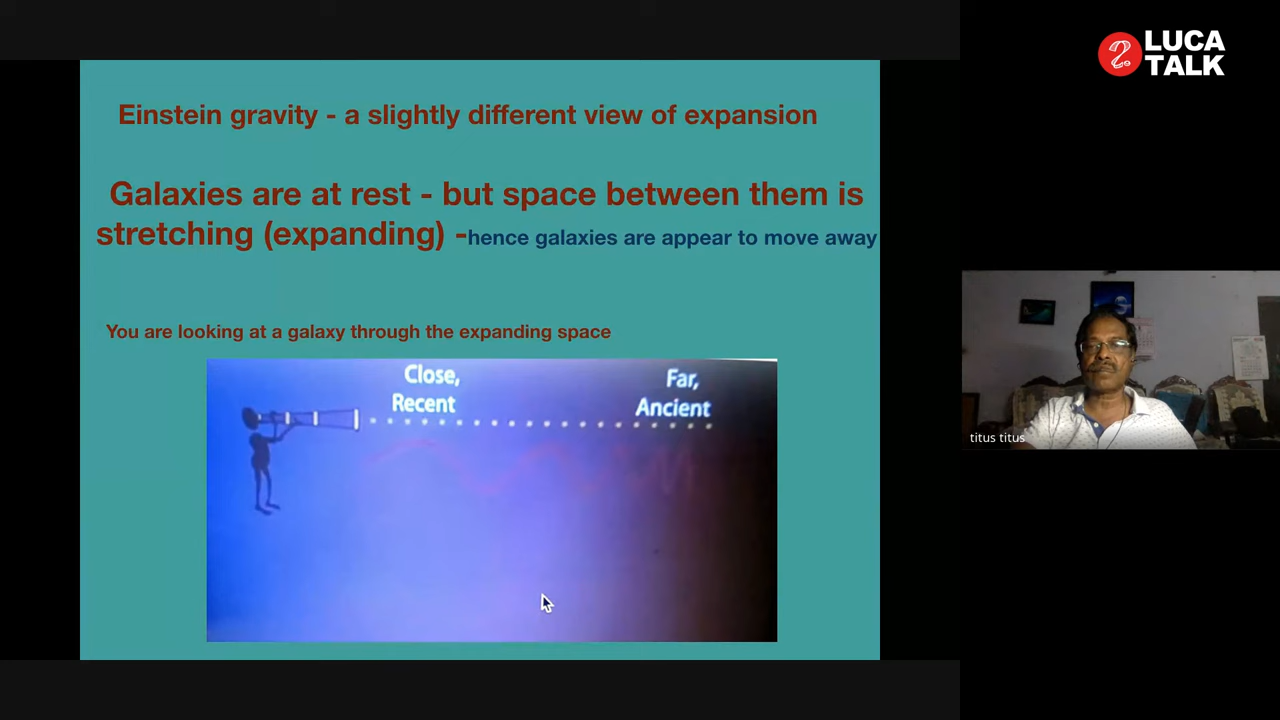 LUCA
TALK
Einstein gravity - a slightly different view of expansion
Galaxies are at rest - but space between them is
stretching (expanding) -hence galaxies are appear to move away
You are looking at a galaxy through the expanding space
Close,
Recent
Far,
Ancient
titus titus